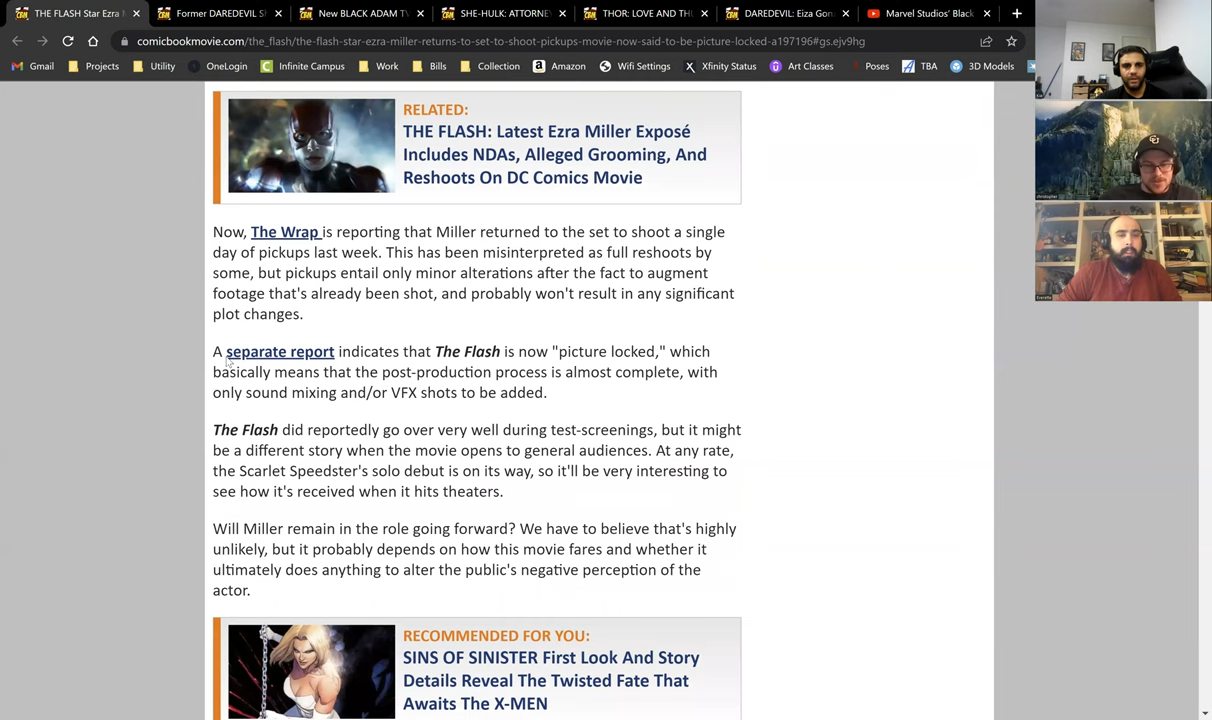 THE FLASH Star Ezra
Former DAREDEVIL S
New BLACK ADAM TV
SHE-HULK: ATTORNEY
THOR: LOVE AND TH
DAREDEVIL: Eiza Gon
Marvel Studios' Black
comicbookmovie.com/the_flash/the-flash-star-ezra-miller-returns-to-set-to-shoot-pickups-movie-now-said-to-be-picture-locked-a197196#gs.ejv9hg
Gmail Projects Utility OneLogin Infinite Campus Work Bills Collection Amazon Wifi Settings Xfinity Status Art Classes Poses TBA 3D Models
RELATED:
THE FLASH: Latest Ezra Miller Exposé
Includes NDAs, Alleged Grooming, And
Reshoots On DC Comics Movie
Now, The Wrap is reporting that Miller returned to the set to shoot a single
day of pickups last week. This has been misinterpreted as full reshoots by
some, but pickups entail only minor alterations after the fact to augment
footage that's already been shot, and probably won't result in any significant
plot changes.
A separate report indicates that The Flash is now "picture locked," which
basically means that the post-production process is almost complete, with
only sound mixing and/or VFX shots to be added.
The Flash did reportedly go over very well during test-screenings, but it might
be a different story when the movie opens to general audiences. At any rate,
the Scarlet Speedster's solo debut is on its way, so it'll be very interesting to
see how it's received when it hits theaters.
Will Miller remain in the role going forward? We have to believe that's highly
unlikely, but it probably depends on how this movie fares and whether it
ultimately does anything to alter the public's negative perception of the
actor.
RECOMMENDED FOR YOU:
SINS OF SINISTER First Look And Story
Details Reveal The Twisted Fate That
Awaits The X-MEN